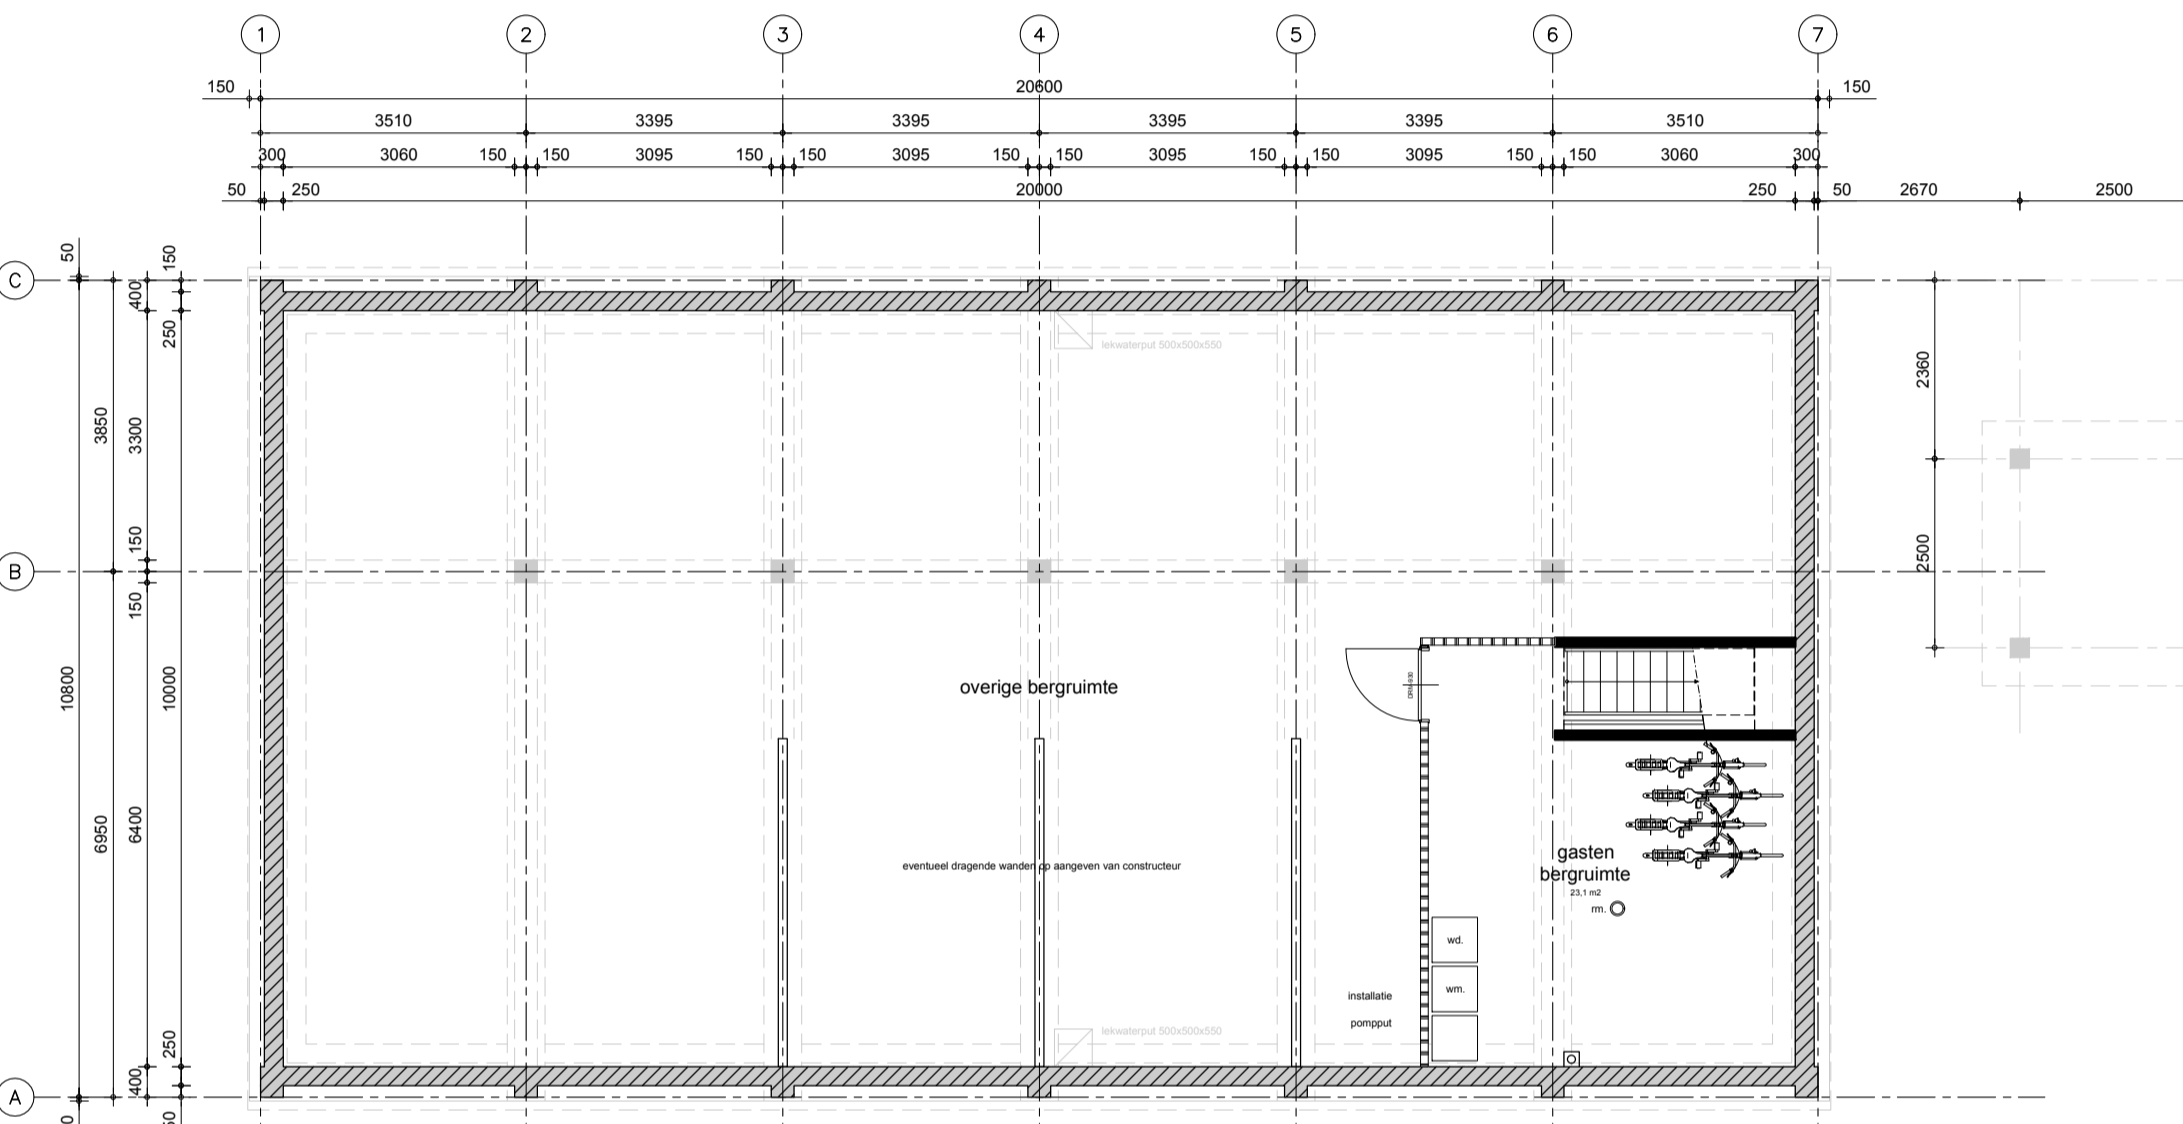 1 2 3 4 5 6 7
150 20600 150
3510 3395 3395 3395 3395 3510
300 3060 150 150 3095 150 150 3095 150 150 3095 150 150 3095 150 150 3060 300
50 250 20000 250 50 2670 2500
C
50
150
400
250
3850
3300
2360
lekwaterput 500x500x550
B
150
150
2500
10800
10000
6950
6400
overige bergruimte
DRM-930
eventueel dragende wanden op aangeven van constructeur
gasten
bergruimte
23,1 m2
rm.
wd.
wm.
installatie
pompput
lekwaterput 500x500x550
250
400
A